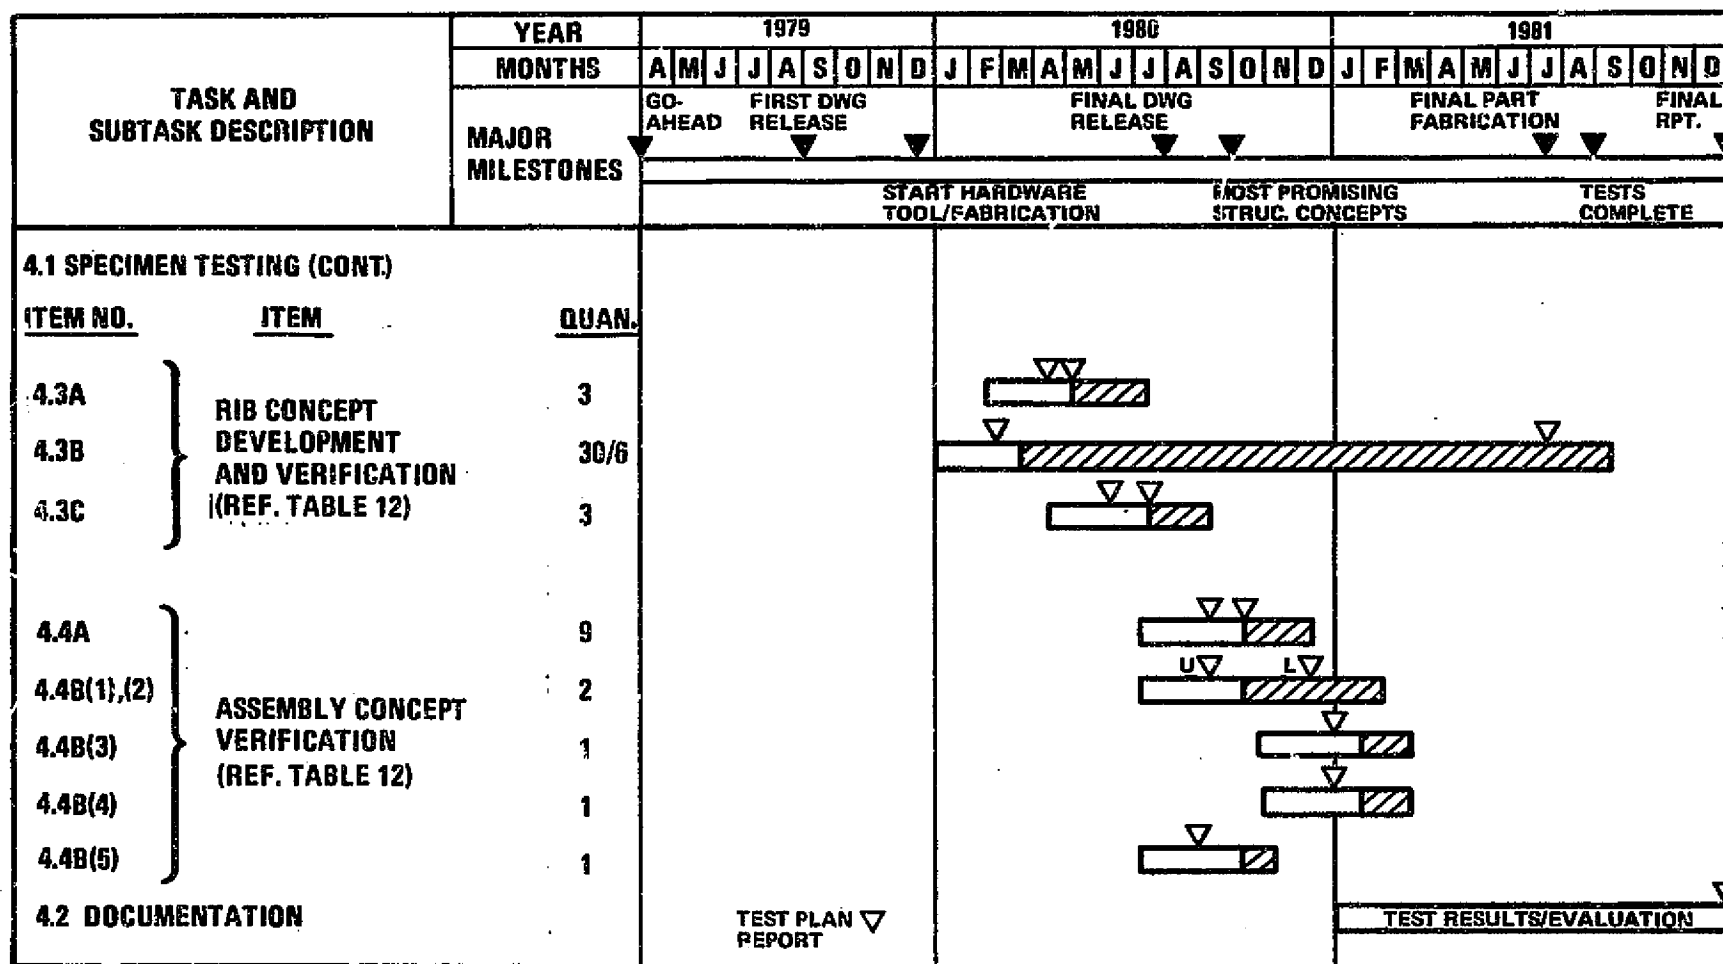 TASK AND
SUBTASK DESCRIPTION
YEAR 1979 1980 1981
MONTHS A M J J A S O N D J F M A M J J A S O N D J F M A M J J A S O N D
MAJOR
MILESTONES
GO-
AHEAD
FIRST DWG
RELEASE
FINAL DWG
RELEASE
FINAL PART
FABRICATION
FINAL
RPT.
START HARDWARE
TOOL/FABRICATION
MOST PROMISING
STRUC. CONCEPTS
TESTS
COMPLETE
4.1 SPECIMEN TESTING (CONT.)
ITEM NO. ITEM QUAN.
4.3A 3
4.3B 30/6
4.3C 3
RIB CONCEPT
DEVELOPMENT
AND VERIFICATION
(REF. TABLE 12)
4.4A 9
4.4B(1),(2) 2
U L
4.4B(3) 1
4.4B(4) 1
4.4B(5) 1
ASSEMBLY CONCEPT
VERIFICATION
(REF. TABLE 12)
4.2 DOCUMENTATION
TEST PLAN
REPORT
TEST RESULTS/EVALUATION